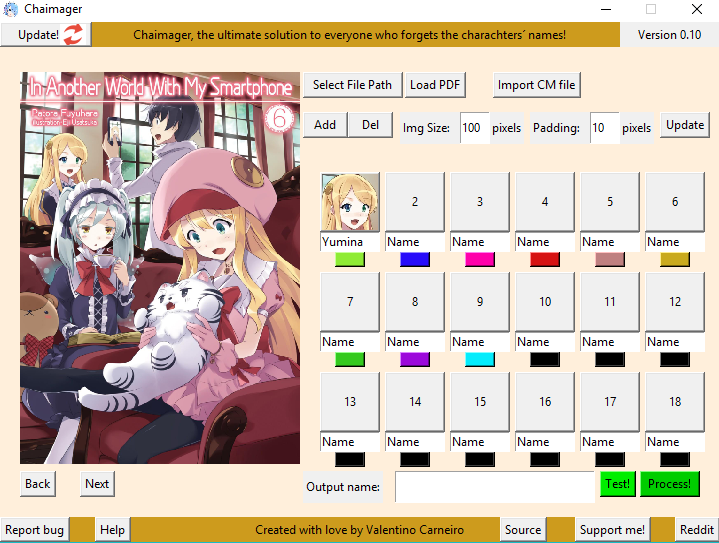 Chaimager
Update!
Chaimager, the ultimate solution to everyone who forgets the charachters´ names!
Version 0.10
In Another World With My Smartphone
Patora Fuyuhara
illustration・Eiji Usatsuka
6
Select File Path
Load PDF
Import CM file
Add
Del
Img Size:
100
pixels
Padding:
10
pixels
Update
2
3
4
5
6
Yumina
Name
Name
Name
Name
Name
7
8
9
10
11
12
Name
Name
Name
Name
Name
Name
13
14
15
16
17
18
Name
Name
Name
Name
Name
Name
Back
Next
Output name:
Test!
Process!
Report bug
Help
Created with love by Valentino Carneiro
Source
Support me!
Reddit